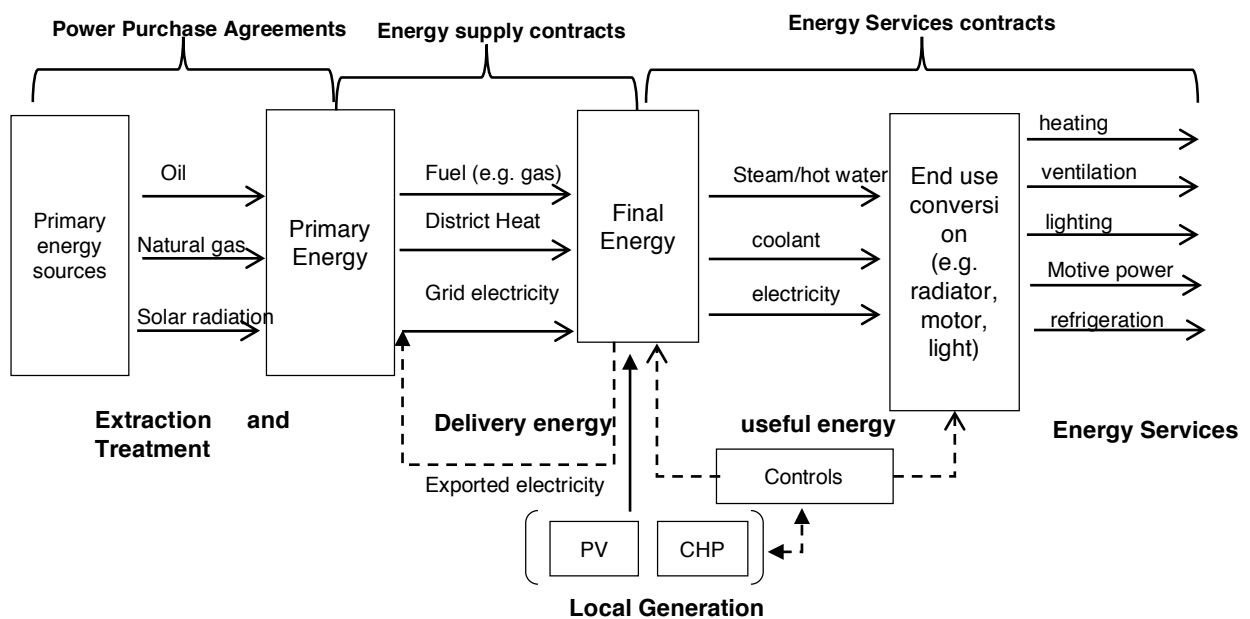 Power Purchase Agreements
Energy supply contracts
Energy Services contracts
Primary
energy
sources
Oil
Natural gas
Solar radiation
Primary
Energy
Fuel (e.g. gas)
District Heat
Grid electricity
Final
Energy
Steam/hot water
coolant
electricity
End use
conversi
on
(e.g.
radiator,
motor,
light)
heating
ventilation
lighting
Motive power
refrigeration
Extraction and
Treatment
Delivery energy
useful energy
Energy Services
Exported electricity
Controls
PV
CHP
Local Generation